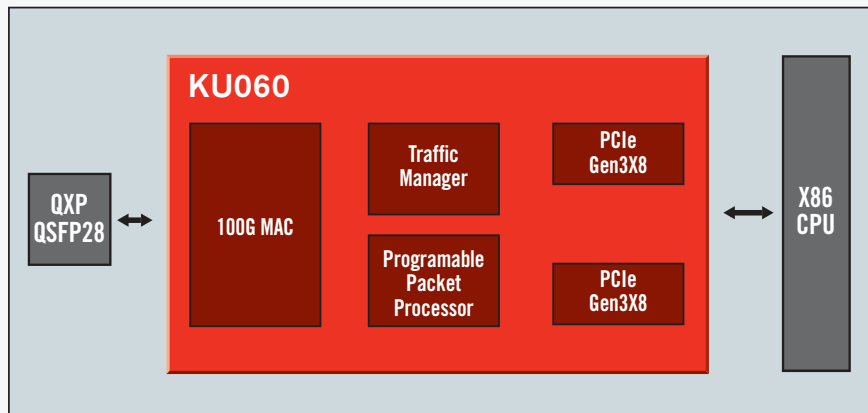 KU060
QXP
QSFP28
100G MAC
Traffic
Manager
Programable
Packet
Processor
PCIe
Gen3X8
PCIe
Gen3X8
X86
CPU